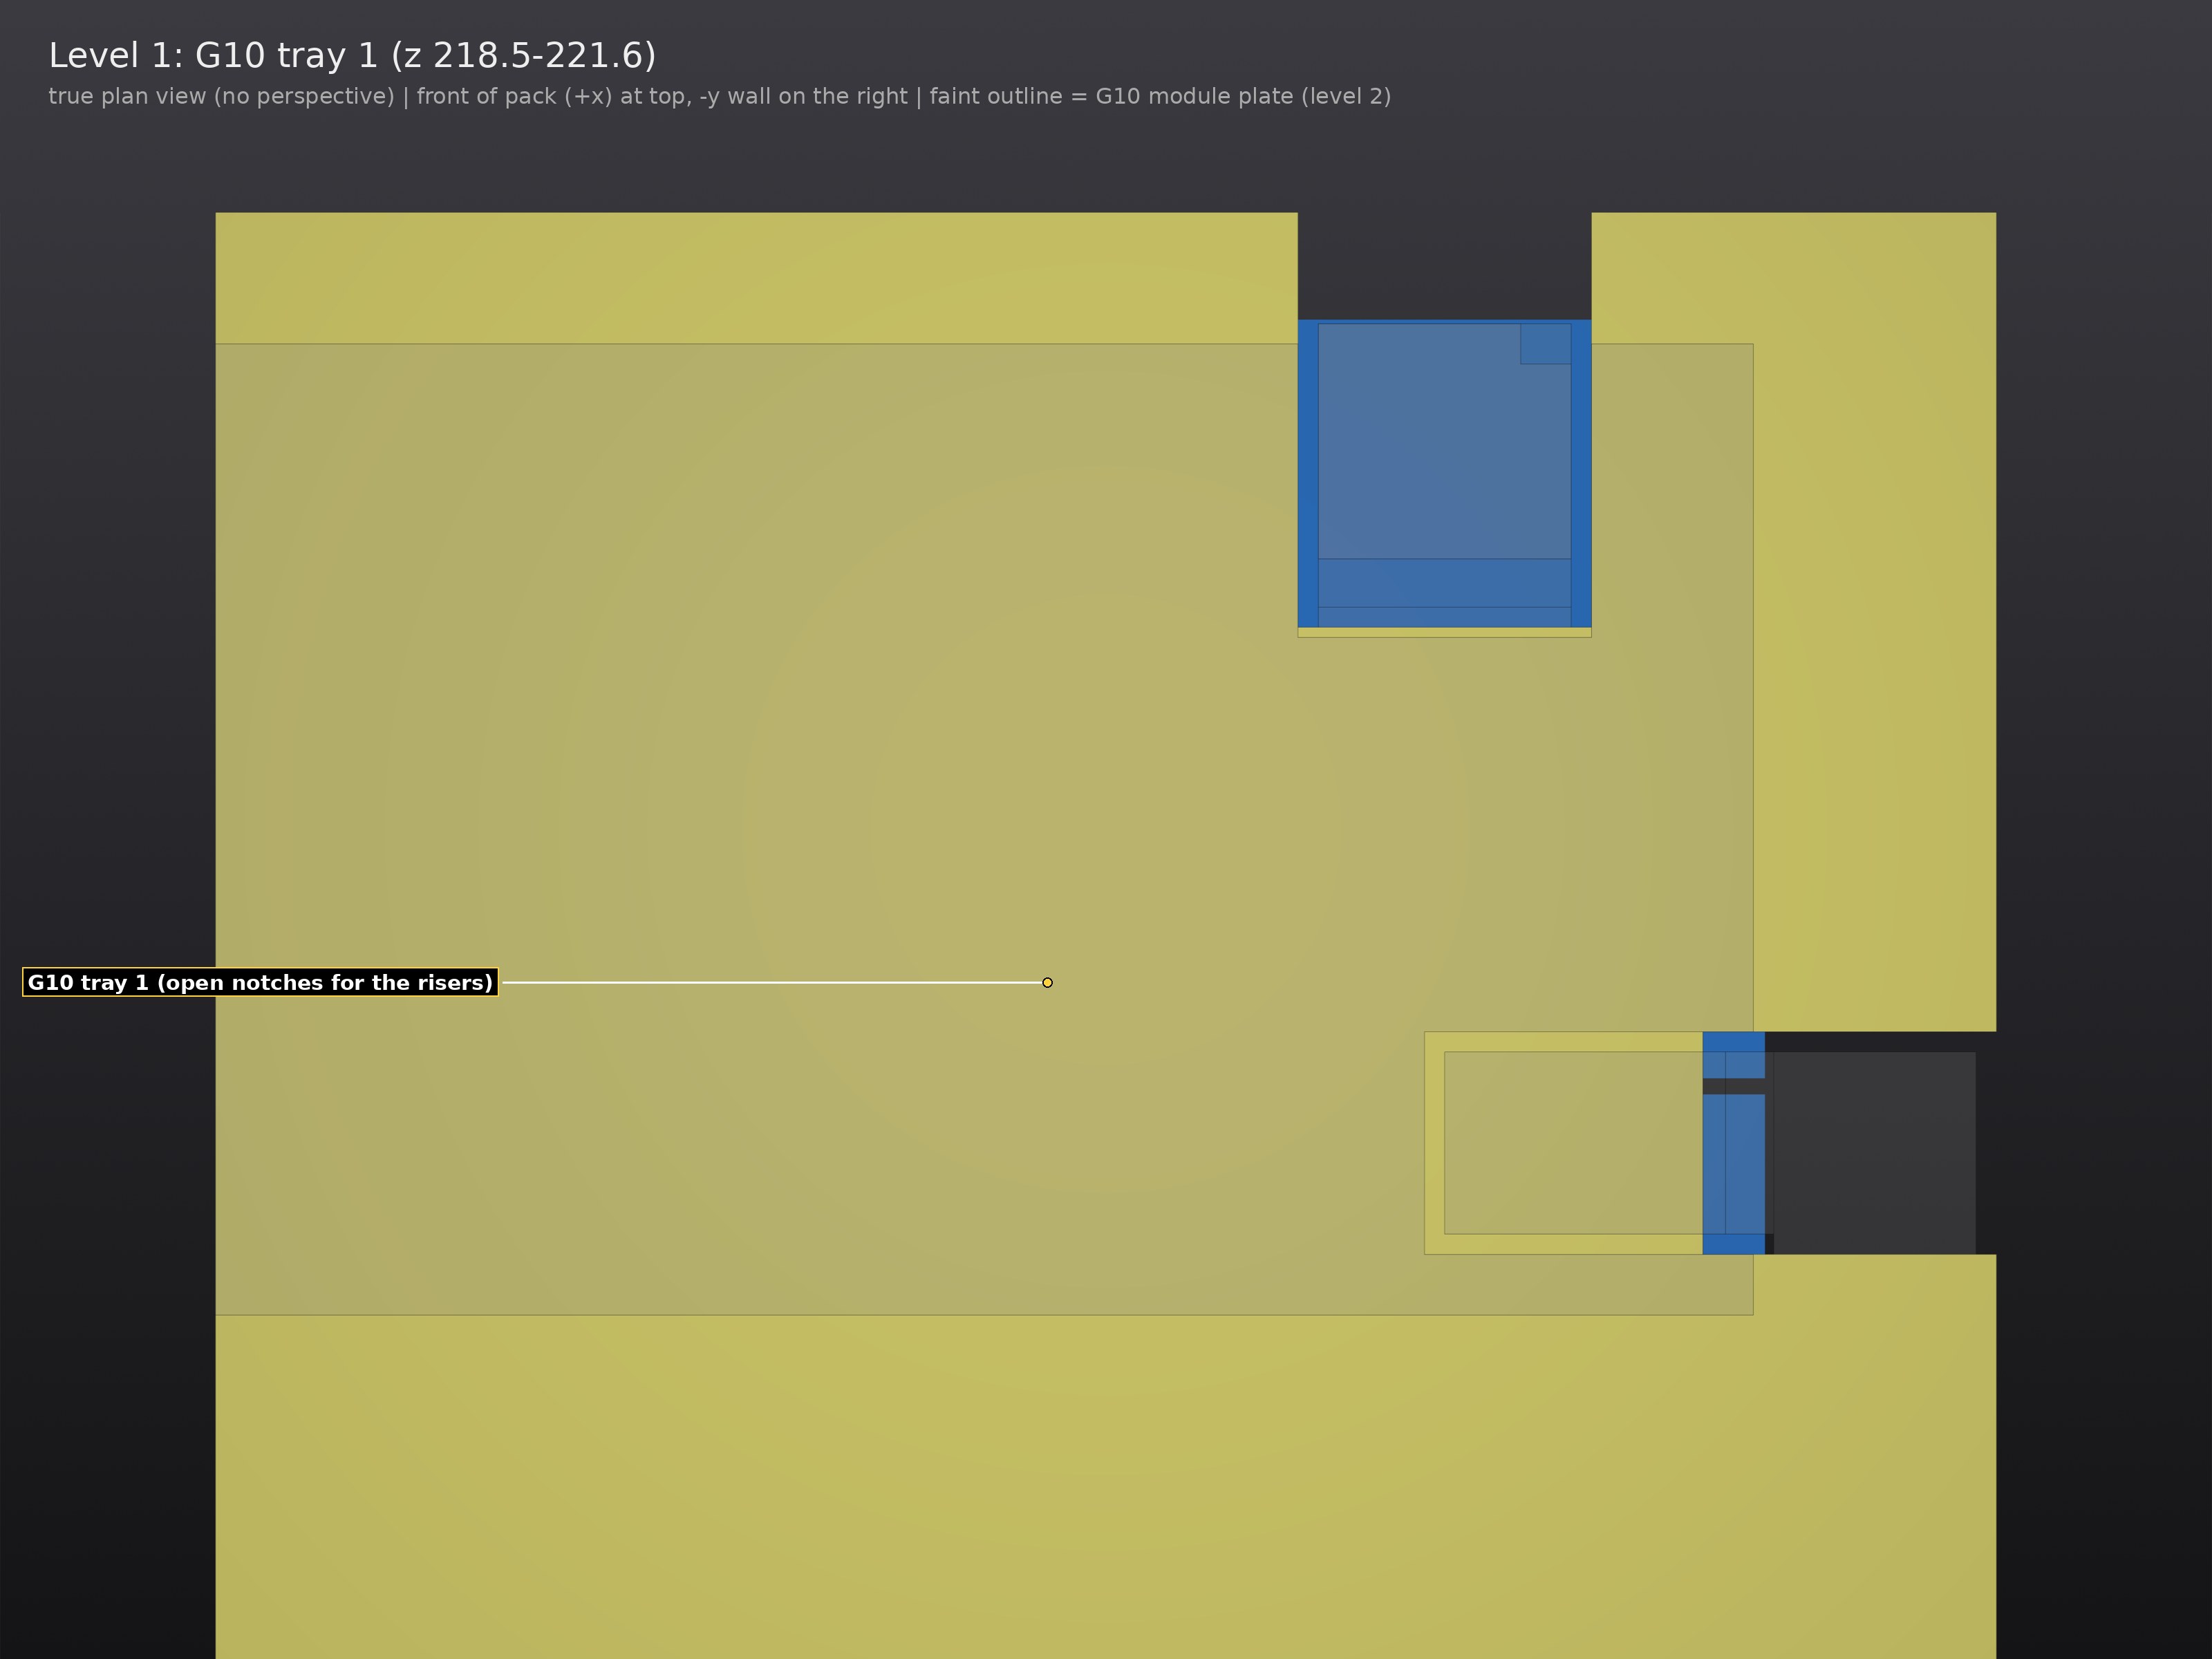 Level 1: G10 tray 1 (z 218.5-221.6)
true plan view (no perspective) | front of pack (+x) at top, -y wall on the right | faint outline = G10 module plate (level 2)
G10 tray 1 (open notches for the risers)